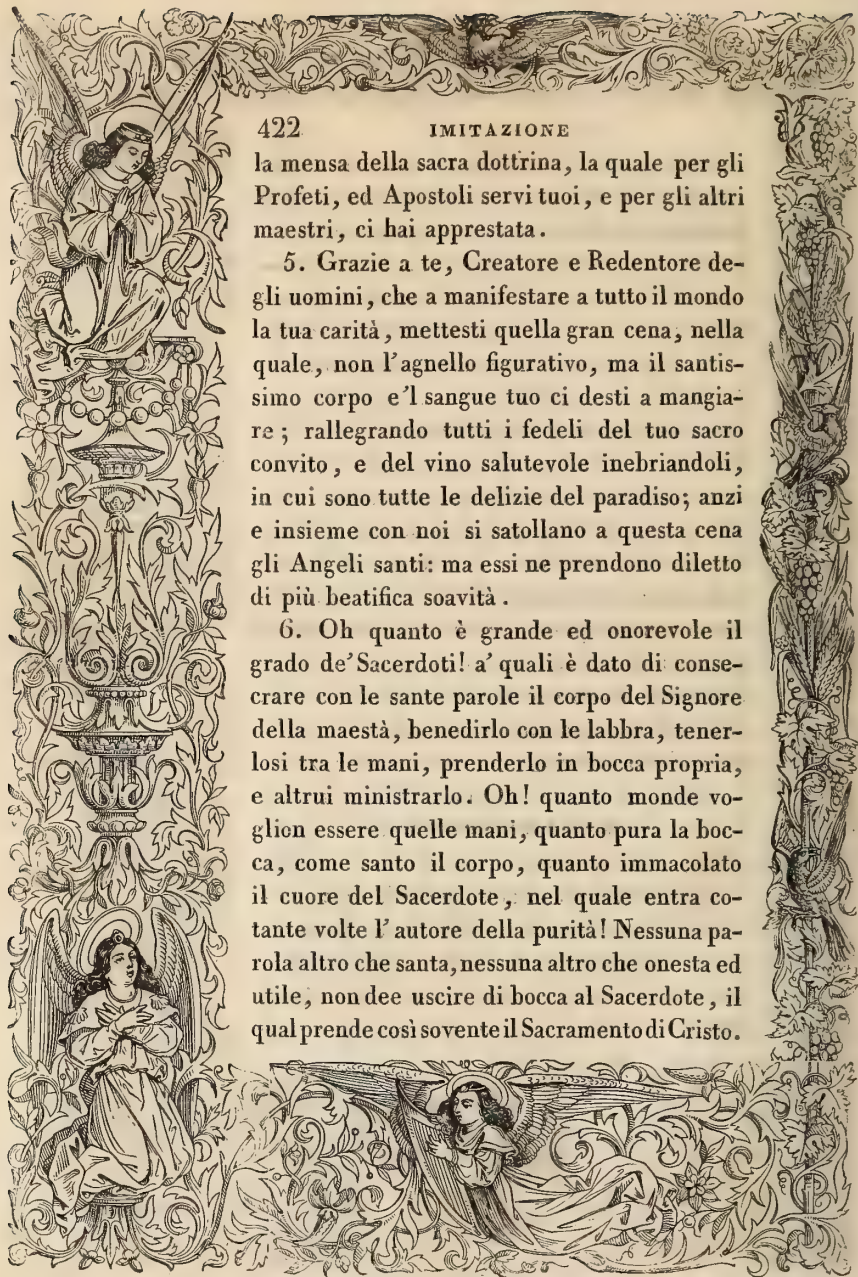 422 IMITAZIONE
la mensa della sacra dottrina, la quale per gli
Profeti, ed Apostoli servi tuoi, e per gli altri
maestri, ci hai apprestata.
5. Grazie a te, Creatore e Redentore de-
gli uomini, che a manifestare a tutto il mondo
la tua carità, mettesti quella gran cena, nella
quale, non l'agnello figurativo, ma il santis-
simo corpo e'l sangue tuo ci desti a mangia-
re; rallegrando tutti i fedeli del tuo sacro
convito, e del vino salutevole inebriandoli,
in cui sono tutte le delizie del paradiso; anzi
e insieme con noi si satollano a questa cena
gli Angeli santi: ma essi ne prendono diletto
di più beatifica soavità.
6. Oh quanto è grande ed onorevole il
grado de' Sacerdoti! a' quali è dato di conse-
crare con le sante parole il corpo del Signore
della maestà, benedirlo con le labbra, tener-
losi tra le mani, prenderlo in bocca propria,
e altrui ministrarlo. Oh! quanto monde vo-
glion essere quelle mani, quanto pura la boc-
ca, come santo il corpo, quanto immacolato
il cuore del Sacerdote, nel quale entra co-
tante volte l'autore della purità! Nessuna pa-
rola altro che santa, nessuna altro che onesta ed
utile, non dee uscire di bocca al Sacerdote, il
qual prende così sovente il Sacramento di Cristo.